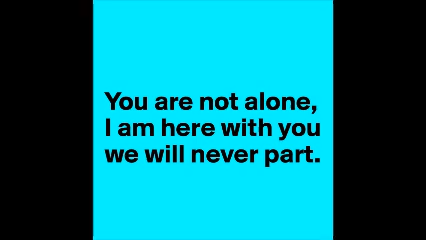 You are not alone,
I am here with you
we will never part.